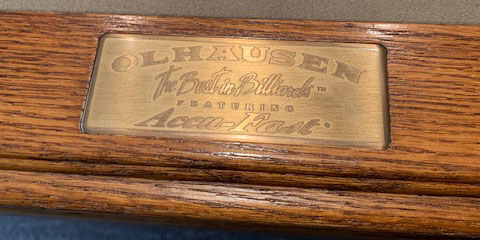 OLHAUSEN
The Best in Billiards™
FEATURING
Accu-Fast®